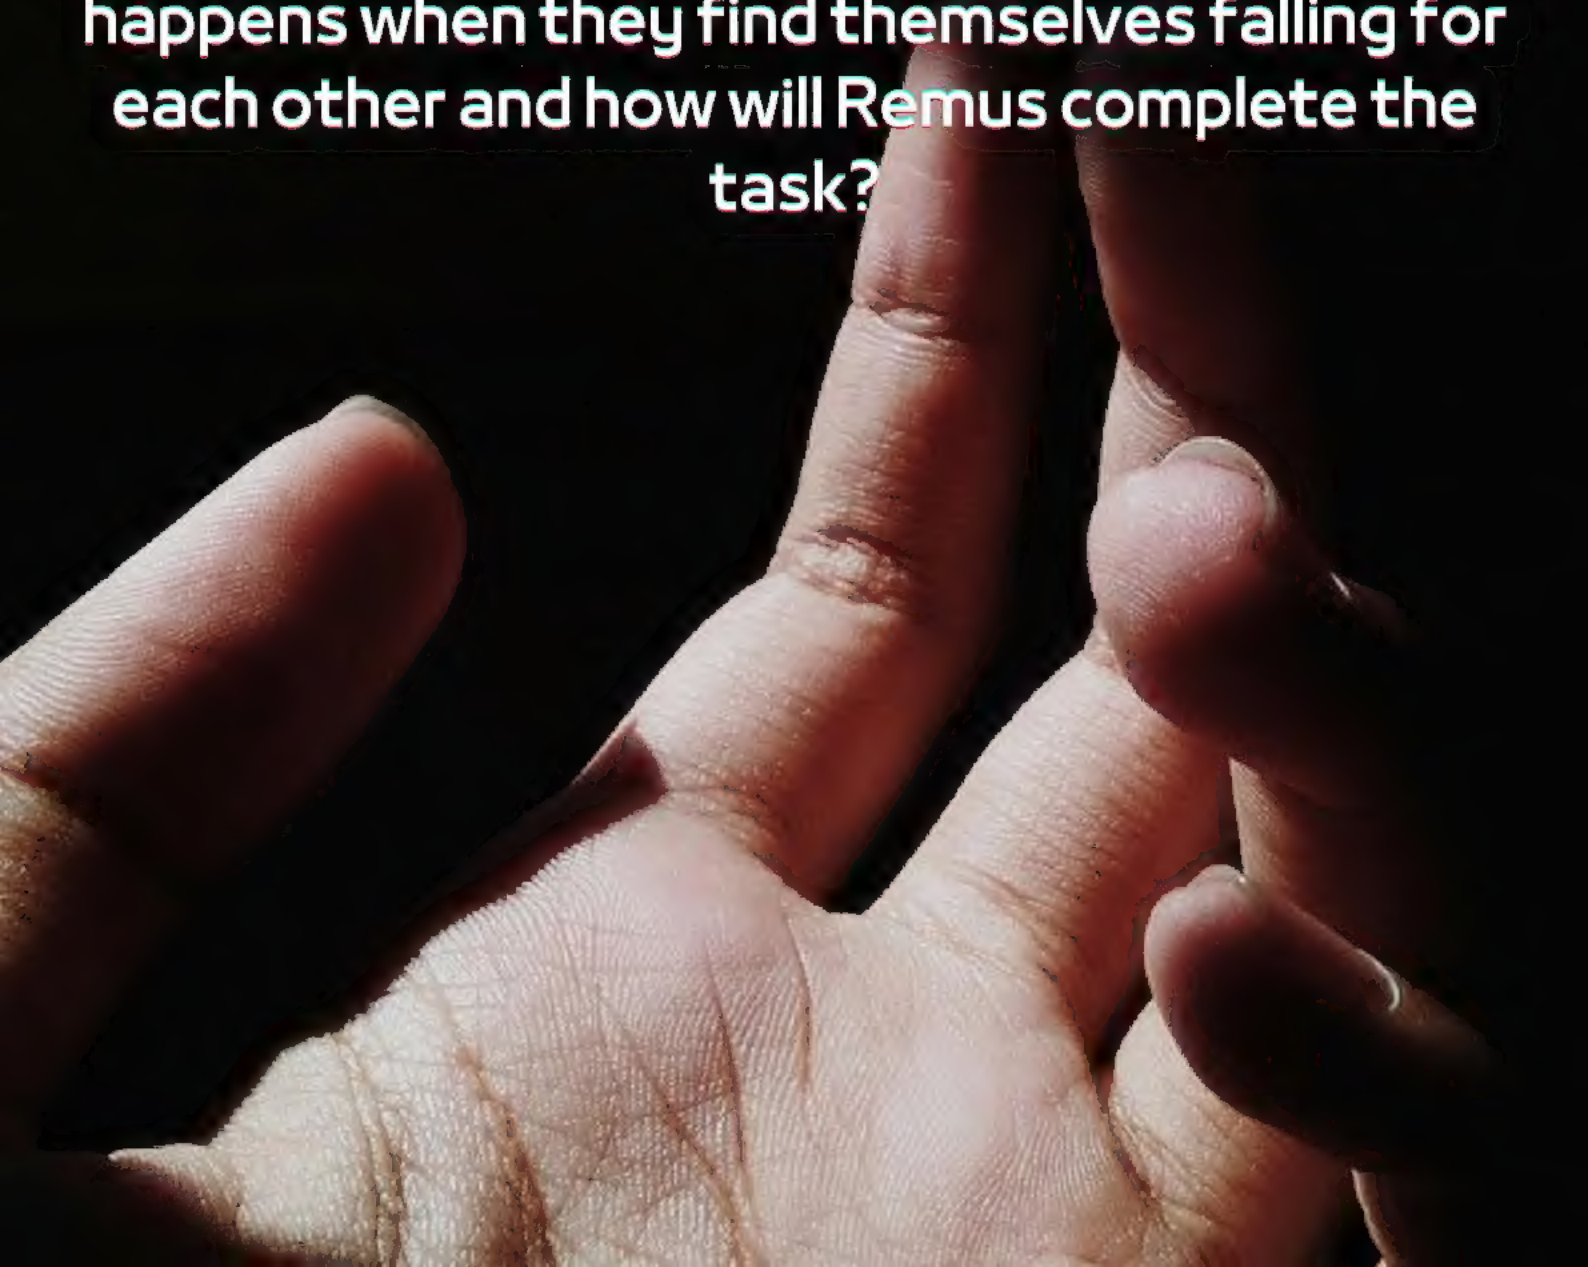 happens when they find themselves falling for
each other and how will Remus complete the
task?